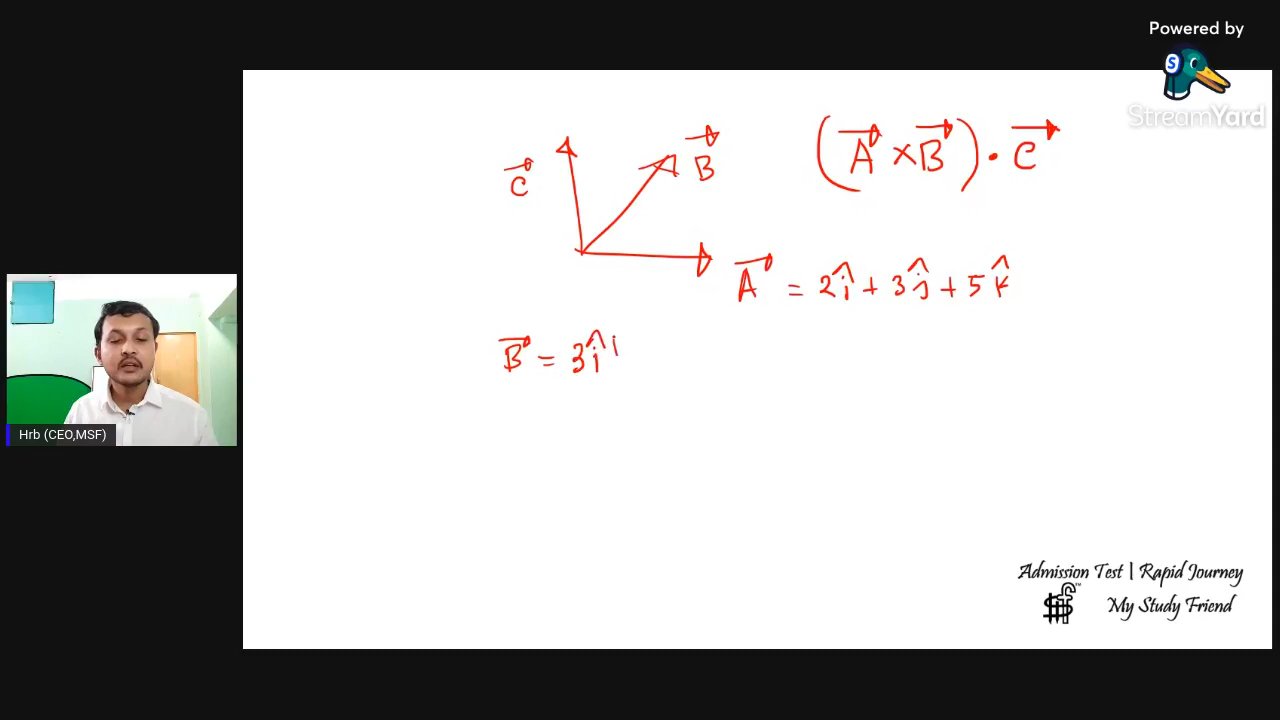 Powered by
StreamYard
(A⃗ × B⃗) • C⃗
C⃗
B⃗
A⃗ = 2î + 3ĵ + 5k̂
B⃗ = 3î
Hrb (CEO,MSF)
Admission Test | Rapid Journey
My Study Friend